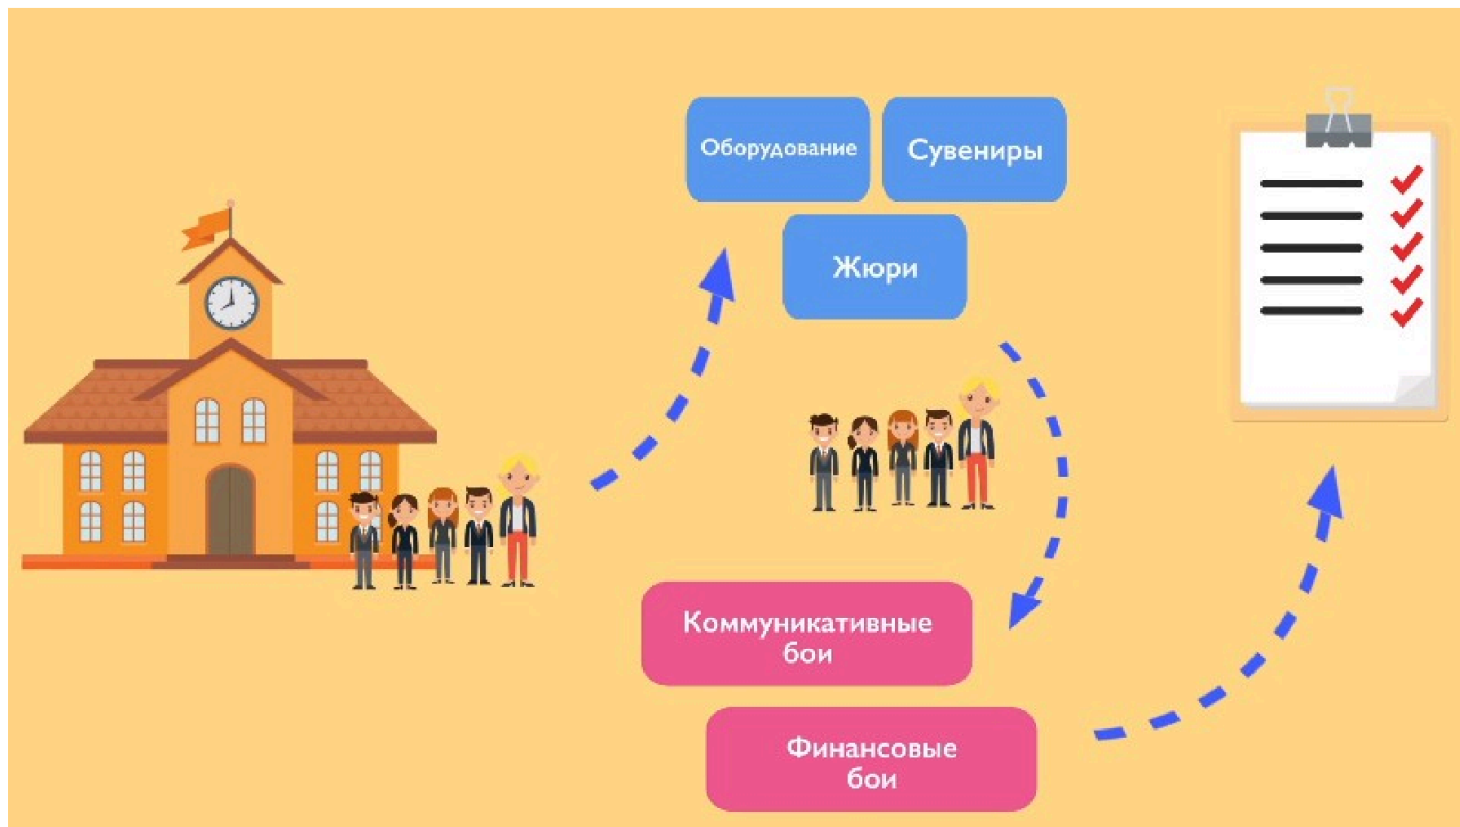 Оборудование
Сувениры
Жюри
Коммуникативные
бои
Финансовые
бои